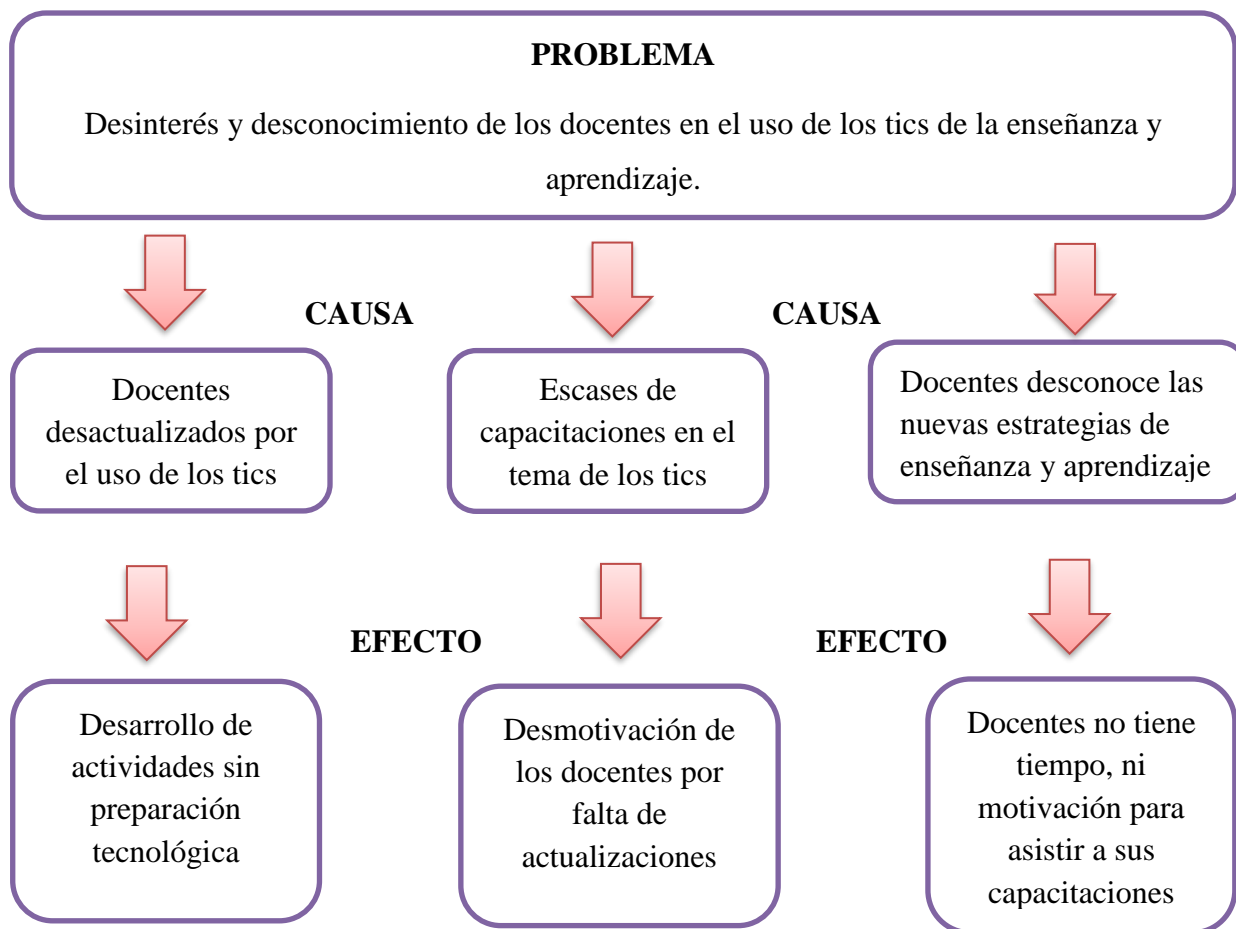 PROBLEMA
Desinterés y desconocimiento de los docentes en el uso de los tics de la enseñanza y
aprendizaje.
CAUSA
CAUSA
Docentes
desactualizados por
el uso de los tics
Escases de
capacitaciones en el
tema de los tics
Docentes desconoce las
nuevas estrategias de
enseñanza y aprendizaje
EFECTO
EFECTO
Desarrollo de
actividades sin
preparación
tecnológica
Desmotivación de
los docentes por
falta de
actualizaciones
Docentes no tiene
tiempo, ni
motivación para
asistir a sus
capacitaciones